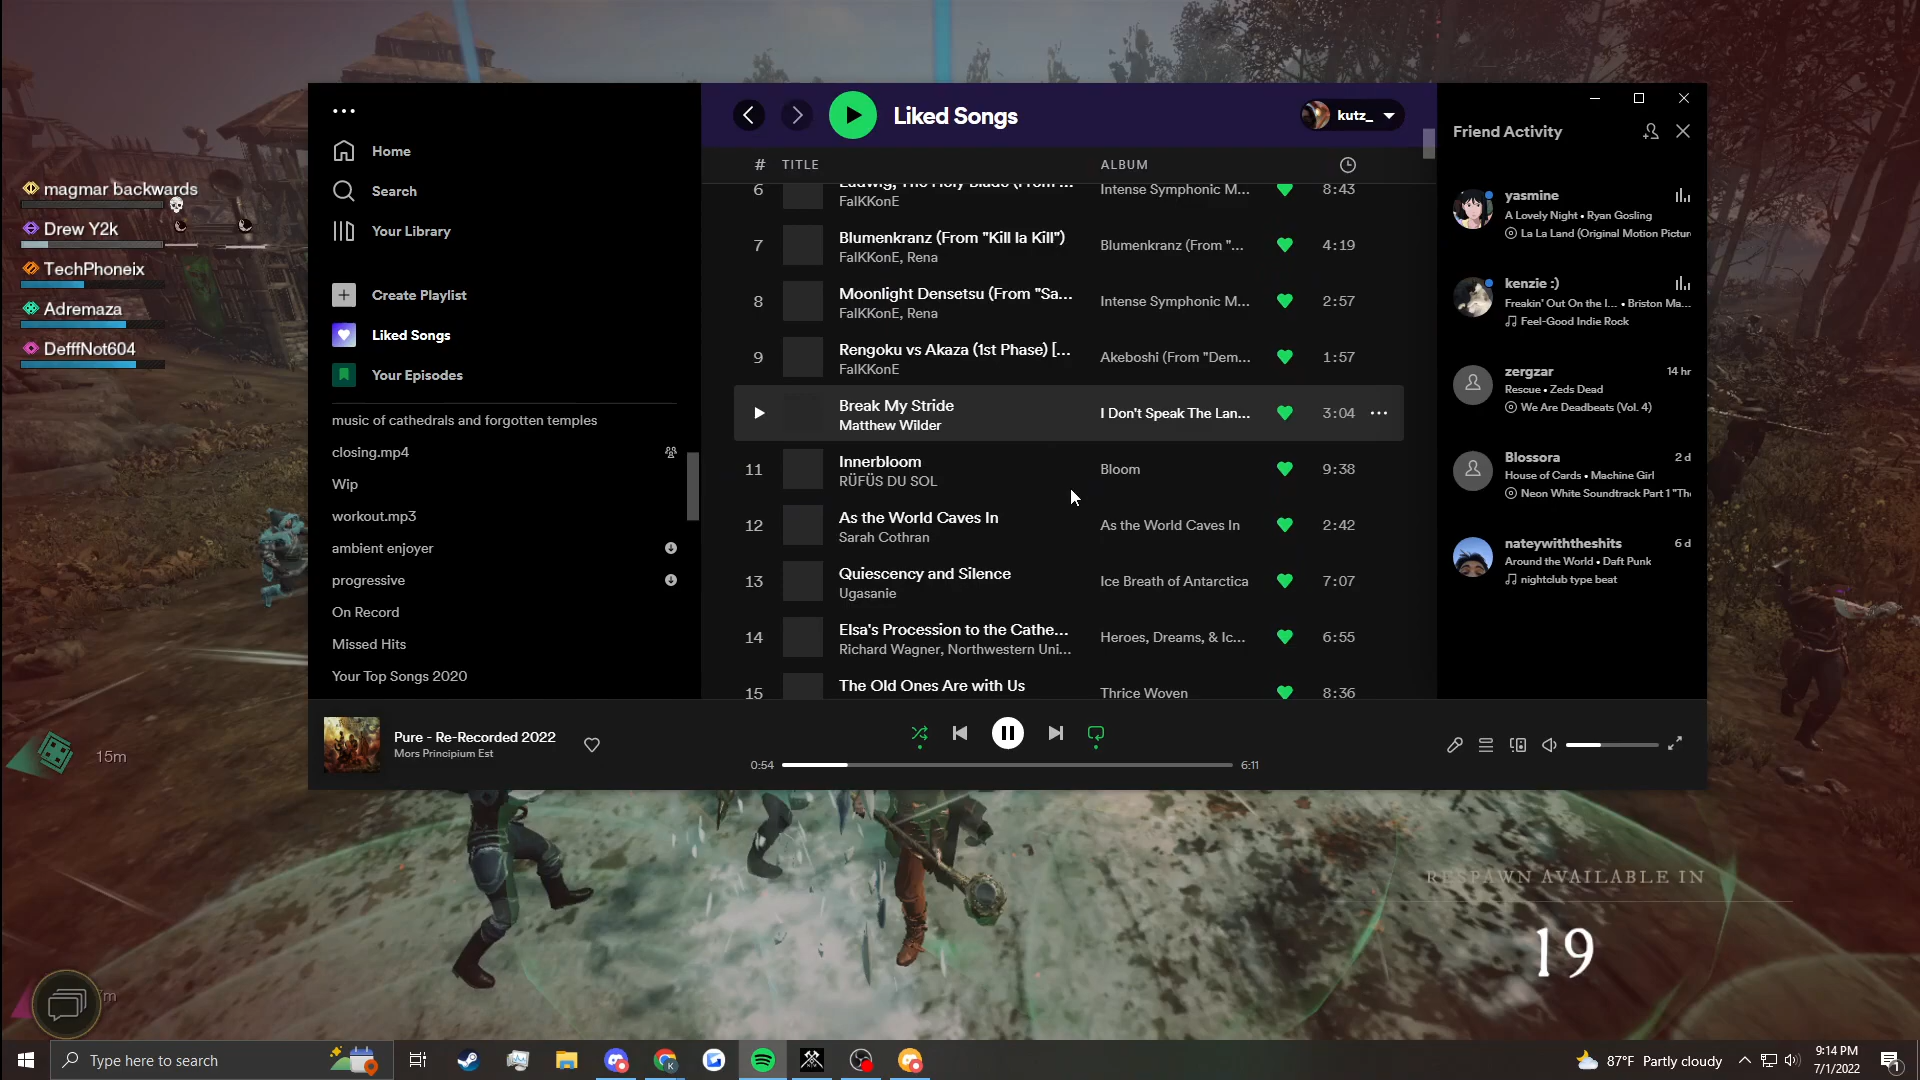 magmar backwards
Drew Y2k
TechPhoneix
Adremaza
DefffNot604
15m
Home
Search
Your Library
Create Playlist
Liked Songs
Your Episodes
music of cathedrals and forgotten temples
closing.mp4
Wip
workout.mp3
ambient enjoyer
progressive
On Record
Missed Hits
Your Top Songs 2020
Liked Songs
kutz_
# TITLE ALBUM
6 Ludwig, The Holy Blade (From ... Intense Symphonic M... 8:43
FalKKonE
7 Blumenkranz (From "Kill la Kill") Blumenkranz (From "... 4:19
FalKKonE, Rena
8 Moonlight Densetsu (From "Sa... Intense Symphonic M... 2:57
FalKKonE, Rena
9 Rengoku vs Akaza (1st Phase) [... Akeboshi (From "Dem... 1:57
FalKKonE
Break My Stride I Don't Speak The Lan... 3:04
Matthew Wilder
11 Innerbloom Bloom 9:38
RÜFÜS DU SOL
12 As the World Caves In As the World Caves In 2:42
Sarah Cothran
13 Quiescency and Silence Ice Breath of Antarctica 7:07
Ugasanie
14 Elsa's Procession to the Cathe... Heroes, Dreams, & Ic... 6:55
Richard Wagner, Northwestern Uni...
15 The Old Ones Are with Us Thrice Woven 8:36
Friend Activity
yasmine
A Lovely Night • Ryan Gosling
La La Land (Original Motion Pictur
kenzie :)
Freakin' Out On the I... • Briston Ma...
Feel-Good Indie Rock
zergzar 14 hr
Rescue • Zeds Dead
We Are Deadbeats (Vol. 4)
Blossora 2 d
House of Cards • Machine Girl
Neon White Soundtrack Part 1 "The
nateywiththeshits 6 d
Around the World • Daft Punk
nightclub type beat
Pure - Re-Recorded 2022
Mors Principium Est
0:54 6:11
RESPAWN AVAILABLE IN
19
Type here to search
87°F Partly cloudy
9:14 PM
7/1/2022
1